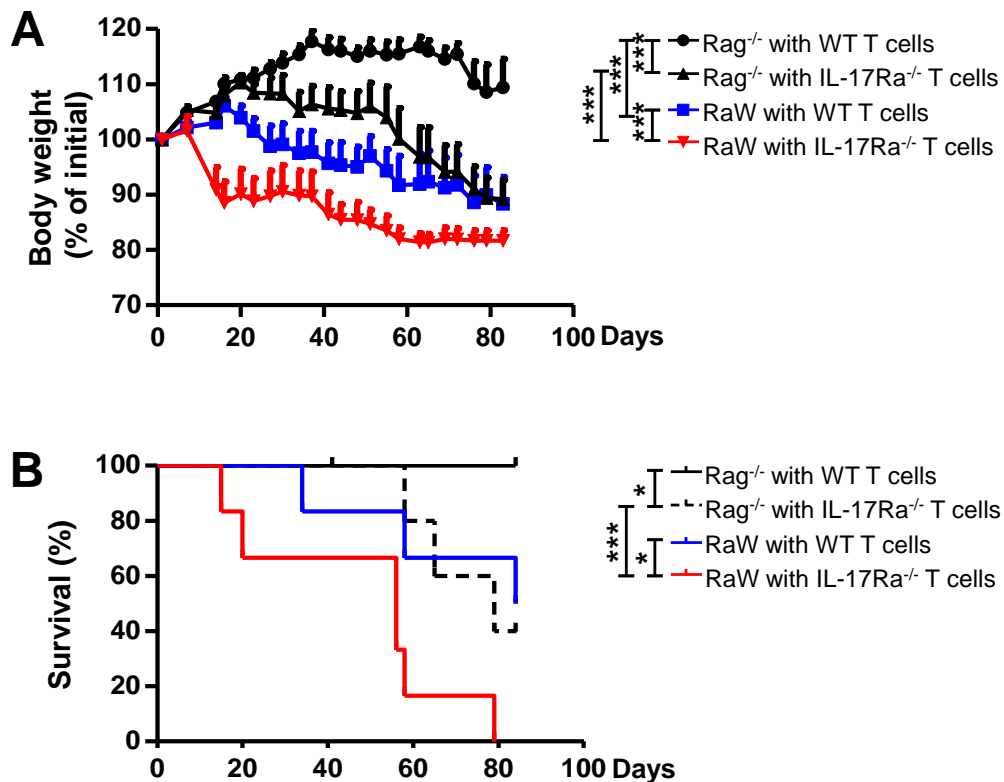 A
120
110
100
90
80
70
0
20
40
60
80
100
Days
Body weight
(% of initial)
Rag-/- with WT T cells
Rag-/- with IL-17Ra-/- T cells
RaW with WT T cells
RaW with IL-17Ra-/- T cells
***
***
***
***
B
100
80
60
40
20
0
0
20
40
60
80
100
Days
Survival (%)
Rag-/- with WT T cells
Rag-/- with IL-17Ra-/- T cells
RaW with WT T cells
RaW with IL-17Ra-/- T cells
*
***
*